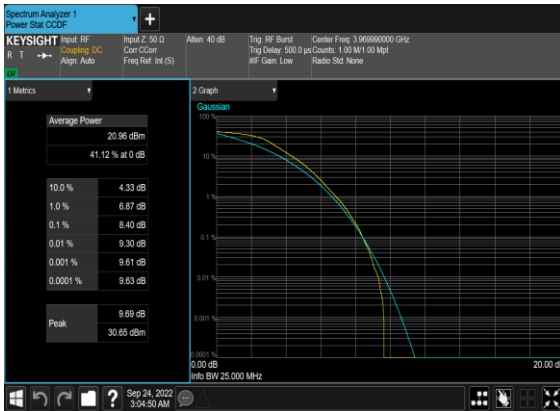 Spectrum Analyzer 1
Power Stat CCDF
KEYSIGHT
R T
LXI
Input: RF
Coupling: DC
Align: Auto
Input Z: 50 Ω
Corr CCorr
Freq Ref: Int (S)
Atten: 40 dB
Trig: RF Burst
Trig Delay: 500.0 µs
#IF Gain: Low
Center Freq: 3.969990000 GHz
Counts: 1.00 M/1.00 Mpt
Radio Std: None
1 Metrics
Average Power
20.96 dBm
41.12 % at 0 dB
10.0 % 4.33 dB
1.0 % 6.87 dB
0.1 % 8.40 dB
0.01 % 9.30 dB
0.001 % 9.61 dB
0.0001 % 9.63 dB
Peak
9.69 dB
30.65 dBm
2 Graph
Gaussian
100 %
10 %
1 %
0.1 %
0.01 %
0.001 %
0.0001 %
0.00 dB
20.00 d
Info BW 25.000 MHz
?
Sep 24, 2022
3:04:50 AM